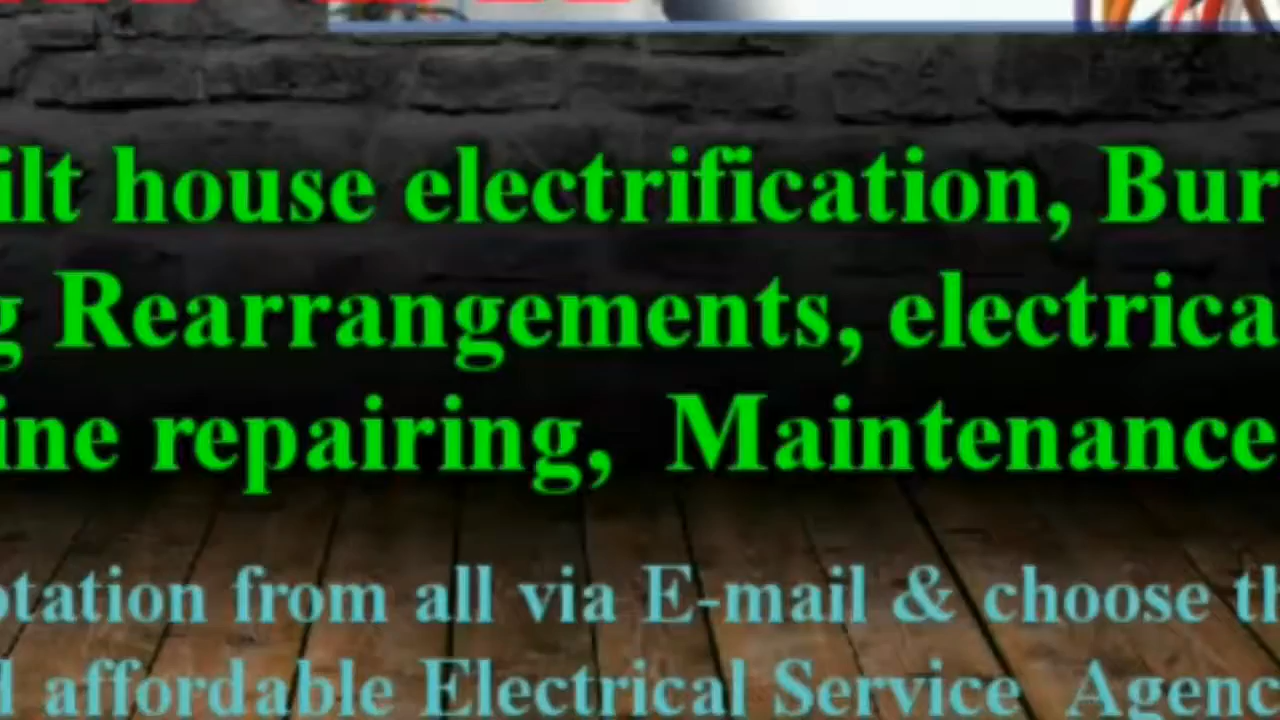 ilt house electrification, Bur
g Rearrangements, electrica
ine repairing, Maintenance,
otation from all via E-mail & choose th
d affordable Electrical Service Agenc